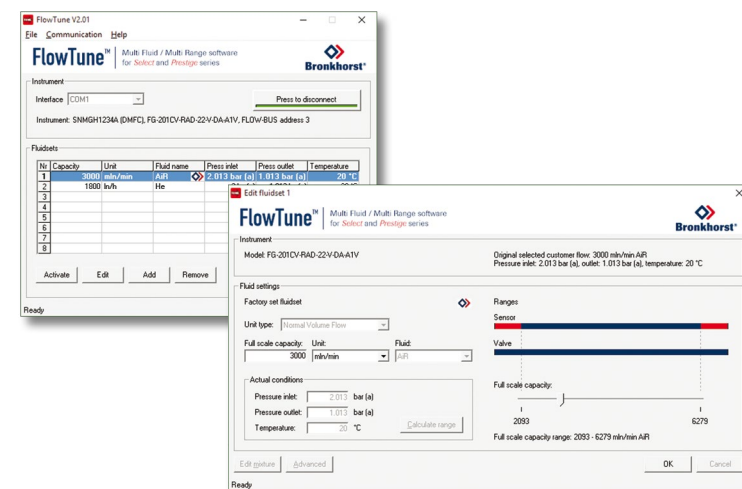 FlowTune V2.01
File Communication Help
FlowTune™ Multi Fluid / Multi Range software
for Select and Prestige series
Bronkhorst®
Instrument
Interface COM1 Press to disconnect
Instrument: SNMGH1234A (DMFC), FG-201CV-RAD-22-V-DA-A1V, FLOW-BUS address 3
Fluidsets
Nr Capacity Unit Fluid name Press inlet Press outlet Temperature
1 3000 mln/min AiR 2.013 bar (a) 1.013 bar (a) 20 °C
2 1800 ln/h He
3
4
5
6
7
8
Activate Edit Add Remove
Ready
Edit fluidset 1
FlowTune™ Multi Fluid / Multi Range software
for Select and Prestige series
Bronkhorst®
Instrument
Model: FG-201CV-RAD-22-V-DA-A1V
Original selected customer flow: 3000 mln/min AiR
Pressure inlet: 2.013 bar (a), outlet: 1.013 bar (a), temperature: 20 °C
Fluid settings
Factory set fluidset
Unit type: Normal Volume Flow
Full scale capacity: Unit: Fluid:
3000 mln/min AiR
Actual conditions
Pressure inlet: 2.013 bar (a)
Pressure outlet: 1.013 bar (a)
Temperature: 20 °C
Calculate range
Ranges
Sensor
Valve
Full scale capacity:
2093 6279
Full scale capacity range: 2093 - 6279 mln/min AiR
Edit mixture Advanced OK Cancel
Ready